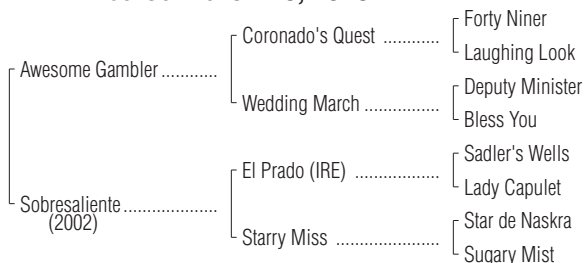 Forty Niner
Coronado's Quest ............
Laughing Look
Awesome Gambler ............
Deputy Minister
Wedding March ................
Bless You
Sadler's Wells
El Prado (IRE) ..................
Lady Capulet
Sobresaliente ....................
(2002)
Star de Naskra
Starry Miss ......................
Sugary Mist